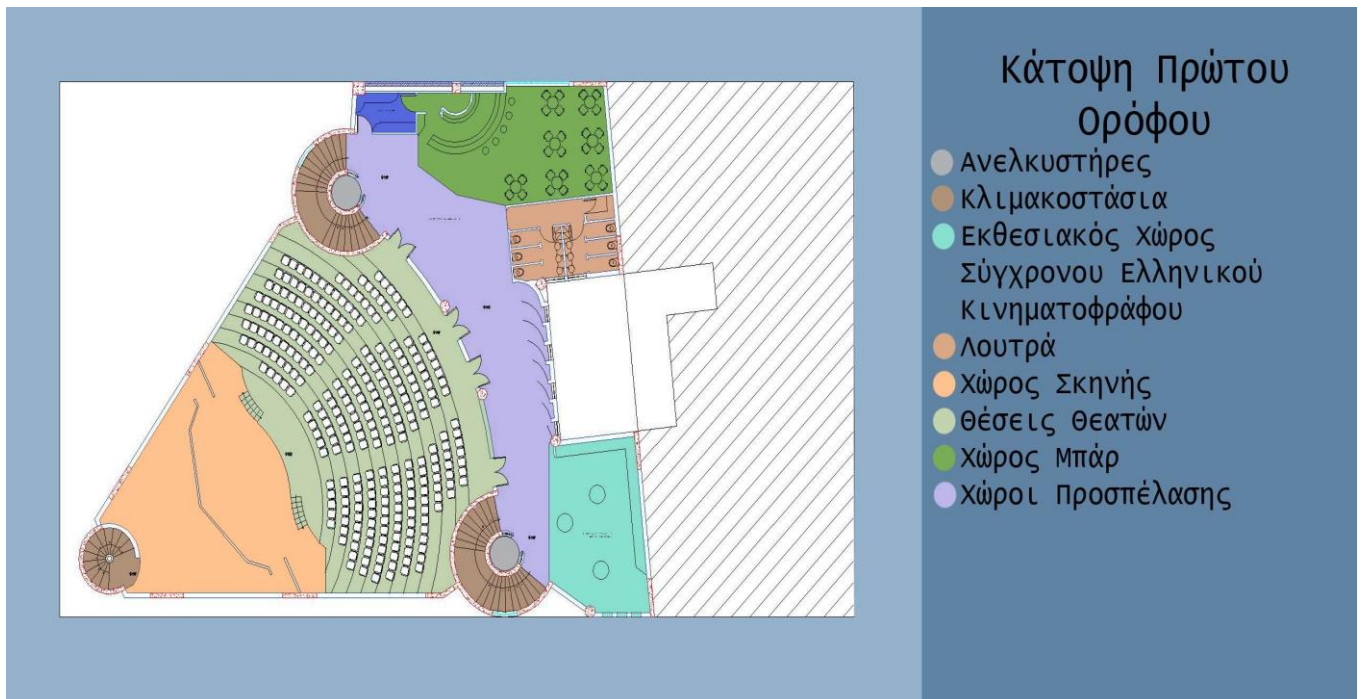 Κάτοψη Πρώτου
Ορόφου
Ανελκυστήρες
Κλιμακοστάσια
Εκθεσιακός Χώρος
Σύγχρονου Ελληνικού
Κινηματοφράφου
Λουτρά
Χώρος Σκηνής
Θέσεις Θεατών
Χώρος Μπάρ
Χώροι Προσπέλασης